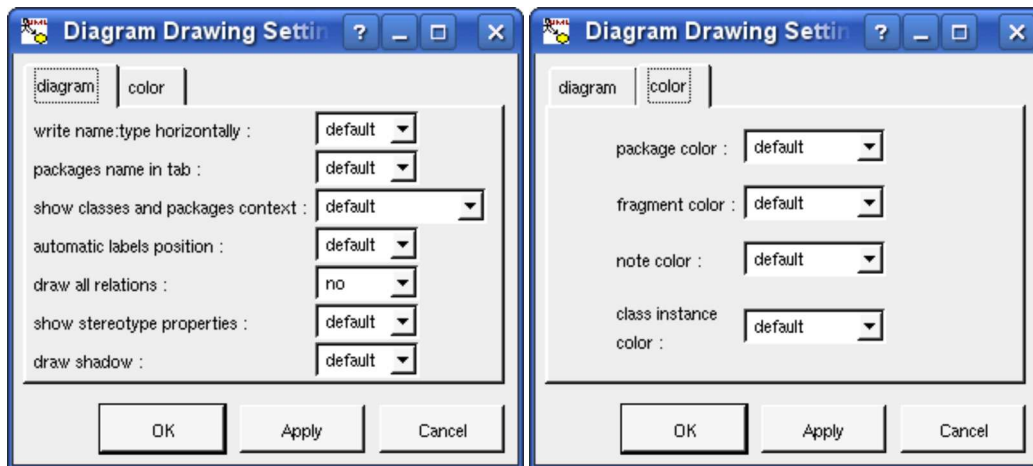 Diagram Drawing Settin
diagram color
write name:type horizontally : default
packages name in tab : default
show classes and packages context : default
automatic labels position : default
draw all relations : no
show stereotype properties : default
draw shadow : default
OK Apply Cancel
Diagram Drawing Settin
diagram color
package color : default
fragment color : default
note color : default
class instance
color : default
OK Apply Cancel